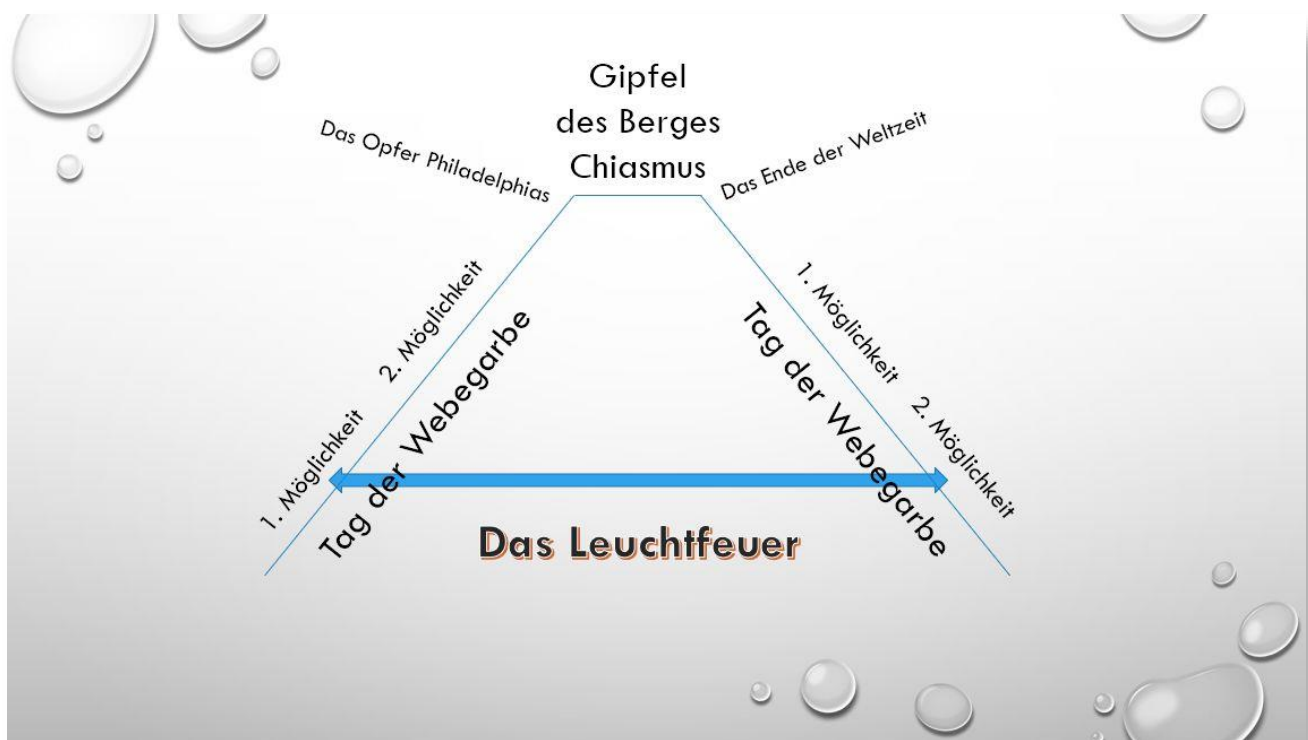 Gipfel
des Berges
Chiasmus
Das Opfer Philadelphias
Das Ende der Weltzeit
2. Möglichkeit
1. Möglichkeit
Tag der Webegarbe
1. Möglichkeit
2. Möglichkeit
Tag der Webegarbe
Das Leuchtfeuer